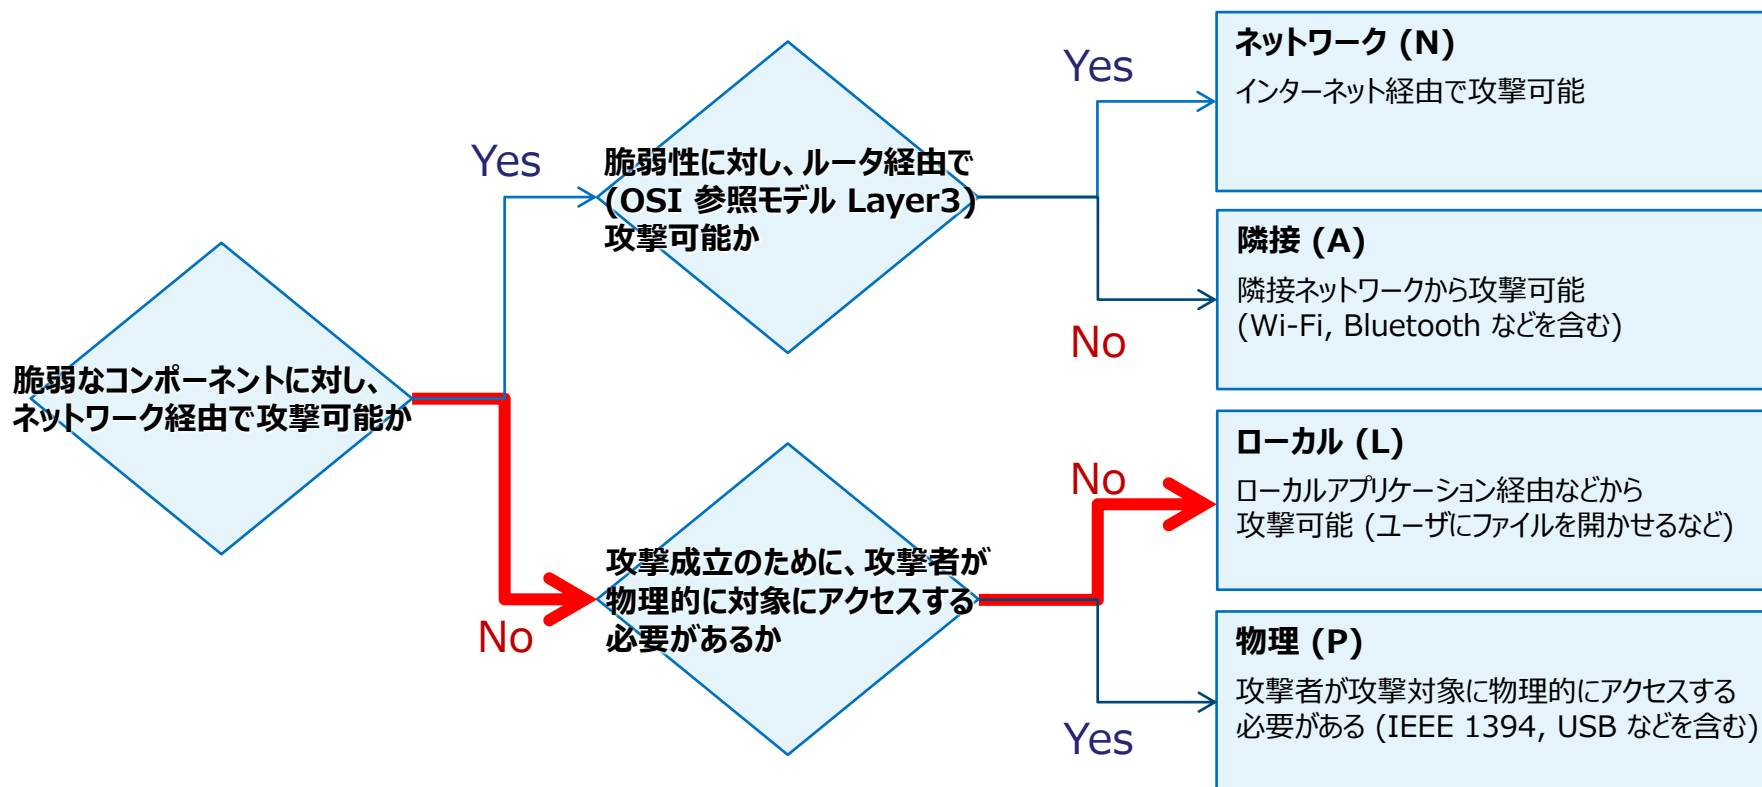 脆弱なコンポーネントに対し、
ネットワーク経由で攻撃可能か
Yes
No
脆弱性に対し、ルータ経由で
(OSI 参照モデル Layer3)
攻撃可能か
Yes
No
攻撃成立のために、攻撃者が
物理的に対象にアクセスする
必要があるか
No
Yes
ネットワーク (N)
インターネット経由で攻撃可能
隣接 (A)
隣接ネットワークから攻撃可能
(Wi-Fi, Bluetooth などを含む)
ローカル (L)
ローカルアプリケーション経由などから
攻撃可能 (ユーザにファイルを開かせるなど)
物理 (P)
攻撃者が攻撃対象に物理的にアクセスする
必要がある (IEEE 1394, USB などを含む)